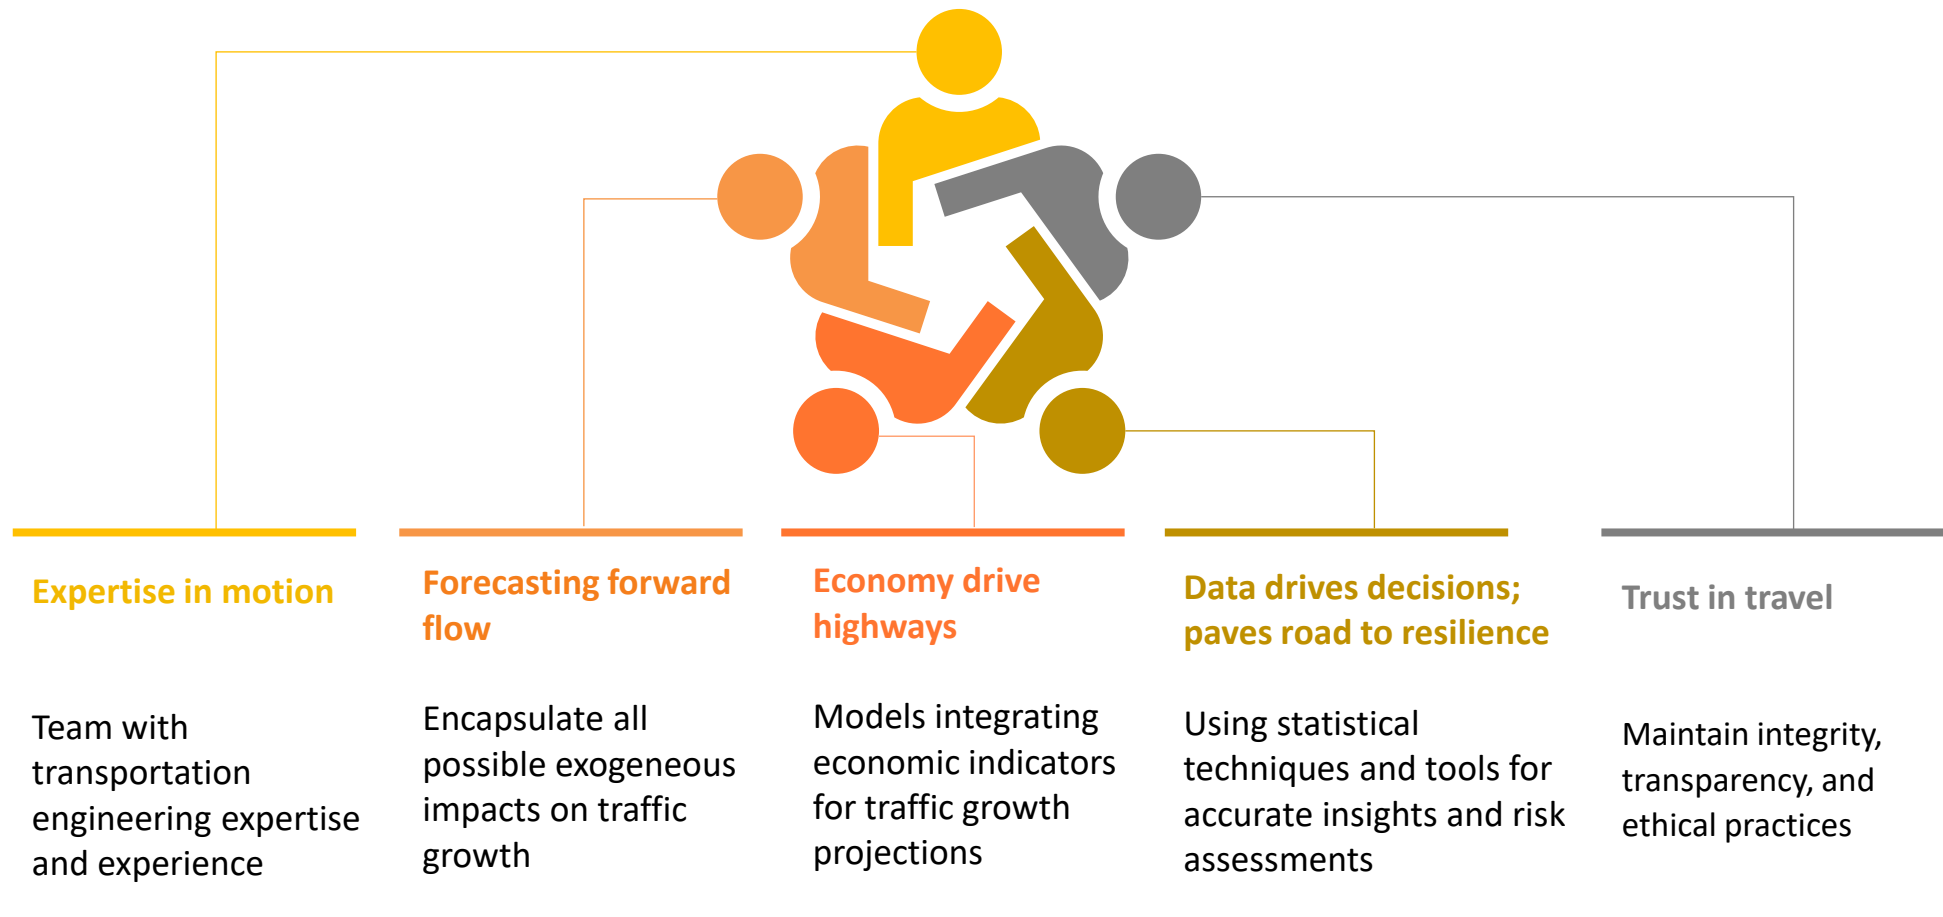 Expertise in motion
Team with
transportation
engineering expertise
and experience
Forecasting forward
flow
Encapsulate all
possible exogeneous
impacts on traffic
growth
Economy drive
highways
Models integrating
economic indicators
for traffic growth
projections
Data drives decisions;
paves road to resilience
Using statistical
techniques and tools for
accurate insights and risk
assessments
Trust in travel
Maintain integrity,
transparency, and
ethical practices